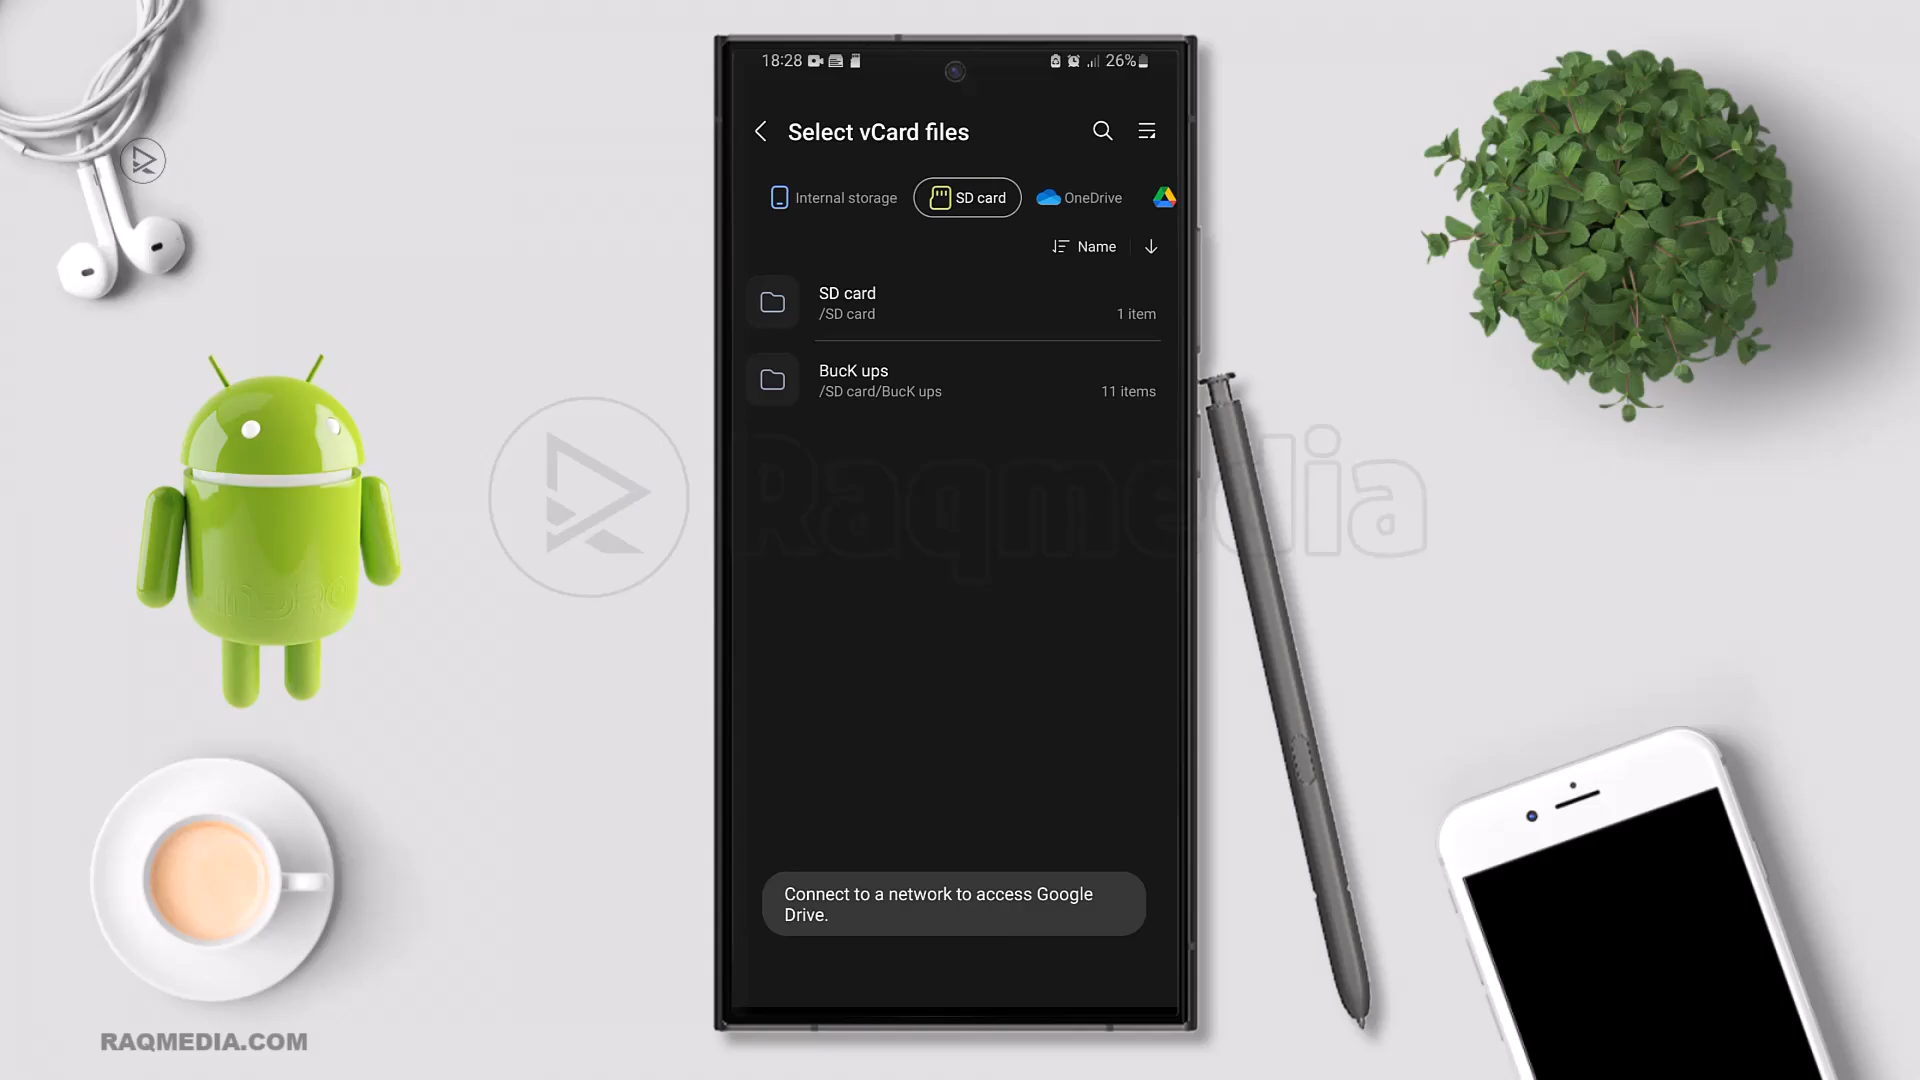 18:28
26%
Select vCard files
Internal storage
SD card
OneDrive
Name
SD card
/SD card
1 item
BucK ups
/SD card/BucK ups
11 items
Raqmedia
Connect to a network to access Google
Drive.
RAQMEDIA.COM